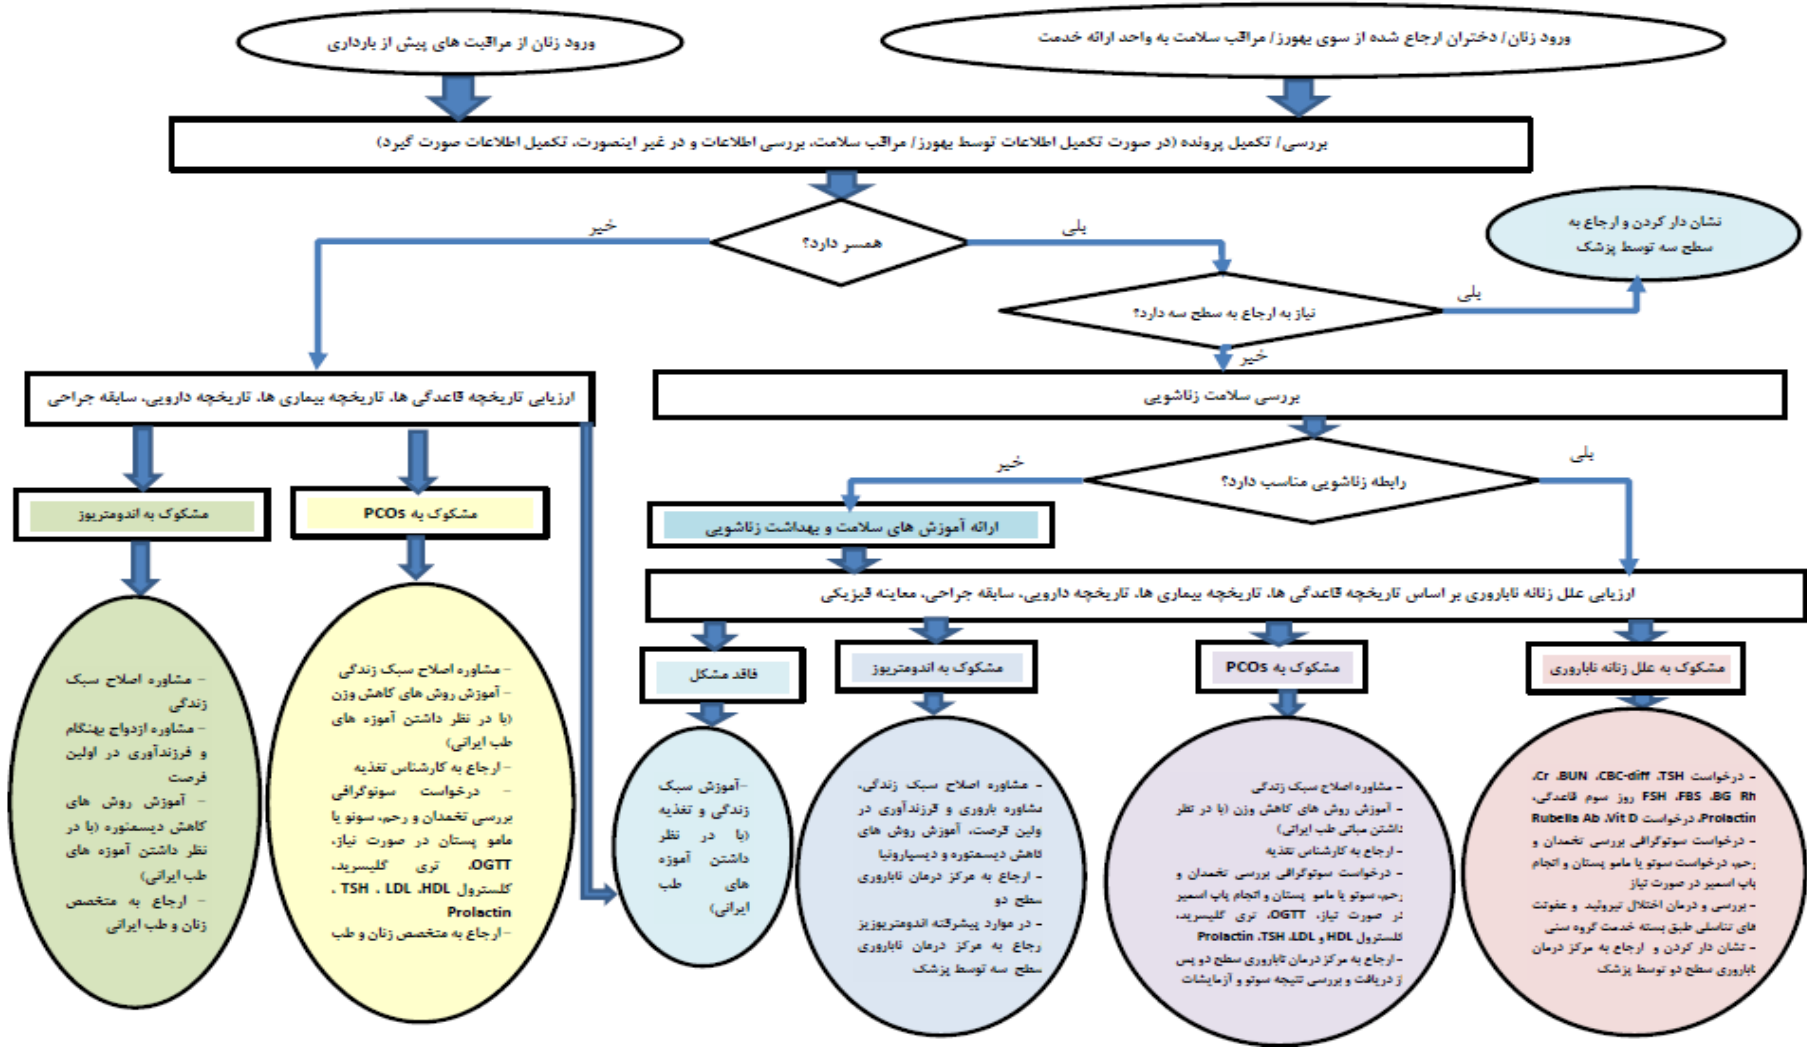 ورود زنان/ دختران ارجاع شده از سوی بهورز/ مراقب سلامت به واحد ارائه خدمت
ورود زنان از مراقبت های پیش از بارداری
بررسی/ تکمیل پرونده (در صورت تکمیل اطلاعات توسط بهورز/ مراقب سلامت، بررسی اطلاعات و در غیر اینصورت، تکمیل اطلاعات صورت گیرد)
همسر دارد؟
بلی
خیر
نشان دار کردن و ارجاع به
سطح سه توسط پزشک
نیاز به ارجاع به سطح سه دارد؟
بلی
خیر
بررسی سلامت زناشویی
رابطه زناشویی مناسب دارد؟
بلی
خیر
ارائه آموزش های سلامت و بهداشت زناشویی
ارزیابی علل زنانه ناباروری بر اساس تاریخچه قاعدگی ها، تاریخچه بیماری ها، تاریخچه دارویی، سابقه جراحی، معاینه فیزیکی
مشکوک به علل زنانه ناباروری
مشکوک به PCOs
مشکوک به اندومتریوز
فاقد مشکل
- درخواست Cr ،BUN ،CBC-diff ،TSH،
FSH ،FBS ،BG Rh روز سوم قاعدگی،
Prolactin، درخواست Rubella Ab ،Vit D
- درخواست سونوگرافی بررسی تخمدان و
رحم، درخواست سونو یا مامو پستان و انجام
پاپ اسمیر در صورت نیاز
- بررسی و درمان اختلال تیروئید و عفونت
های تناسلی طبق بسته خدمت گروه سنی
- نشان دار کردن و ارجاع به مرکز درمان
ناباروری سطح دو توسط پزشک
- مشاوره اصلاح سبک زندگی
- آموزش روش های کاهش وزن (با در نظر
داشتن مبانی طب ایرانی)
- ارجاع به کارشناس تغذیه
- درخواست سونوگرافی بررسی تخمدان و
رحم، سونو یا مامو پستان و انجام پاپ اسمیر
در صورت نیاز، OGTT، تری گلیسرید،
کلسترول HDL و Prolactin ،TSH ،LDL
- ارجاع به مرکز درمان ناباروری سطح دو پس
از دریافت و بررسی نتیجه سونو و آزمایشات
- مشاوره اصلاح سبک زندگی،
مشاوره باروری و فرزندآوری در
اولین فرصت، آموزش روش های
کاهش دیسمنوره و دیسپارونیا
- ارجاع به مرکز درمان ناباروری
سطح دو
- در موارد پیشرفته اندومتریوزیز
ارجاع به مرکز درمان ناباروری
سطح سه توسط پزشک
-آموزش سبک
زندگی و تغذیه
(با در نظر
داشتن آموزه
های طب
ایرانی)
ارزیابی تاریخچه قاعدگی ها، تاریخچه بیماری ها، تاریخچه دارویی، سابقه جراحی
مشکوک به PCOs
مشکوک به اندومتریوز
- مشاوره اصلاح سبک زندگی
- آموزش روش های کاهش وزن
(با در نظر داشتن آموزه های
طب ایرانی)
- ارجاع به کارشناس تغذیه
- درخواست سونوگرافی
بررسی تخمدان و رحم، سونو یا
مامو پستان در صورت نیاز،
OGTT، تری گلیسرید،
کلسترول TSH ، LDL ،HDL ،
Prolactin
- ارجاع به متخصص زنان و طب
- مشاوره اصلاح سبک
زندگی
- مشاوره ازدواج بهنگام
و فرزندآوری در اولین
فرصت
- آموزش روش های
کاهش دیسمنوره (با در
نظر داشتن آموزه های
طب ایرانی)
- ارجاع به متخصص
زنان و طب ایرانی